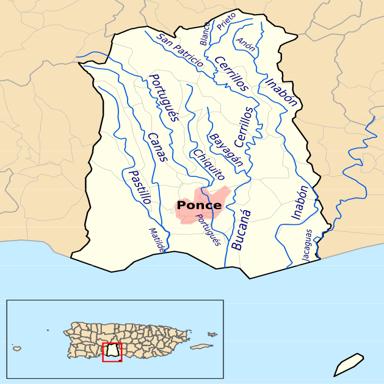 Blanco
Prieto
Anón
San Patricio
Cerrillos
Inabón
Portugués
Cerrillos
Canas
Bayagán
Chiquito
Pastillo
Ponce
Inabón
Portugués
Bucaná
Matilde
Jacaguas